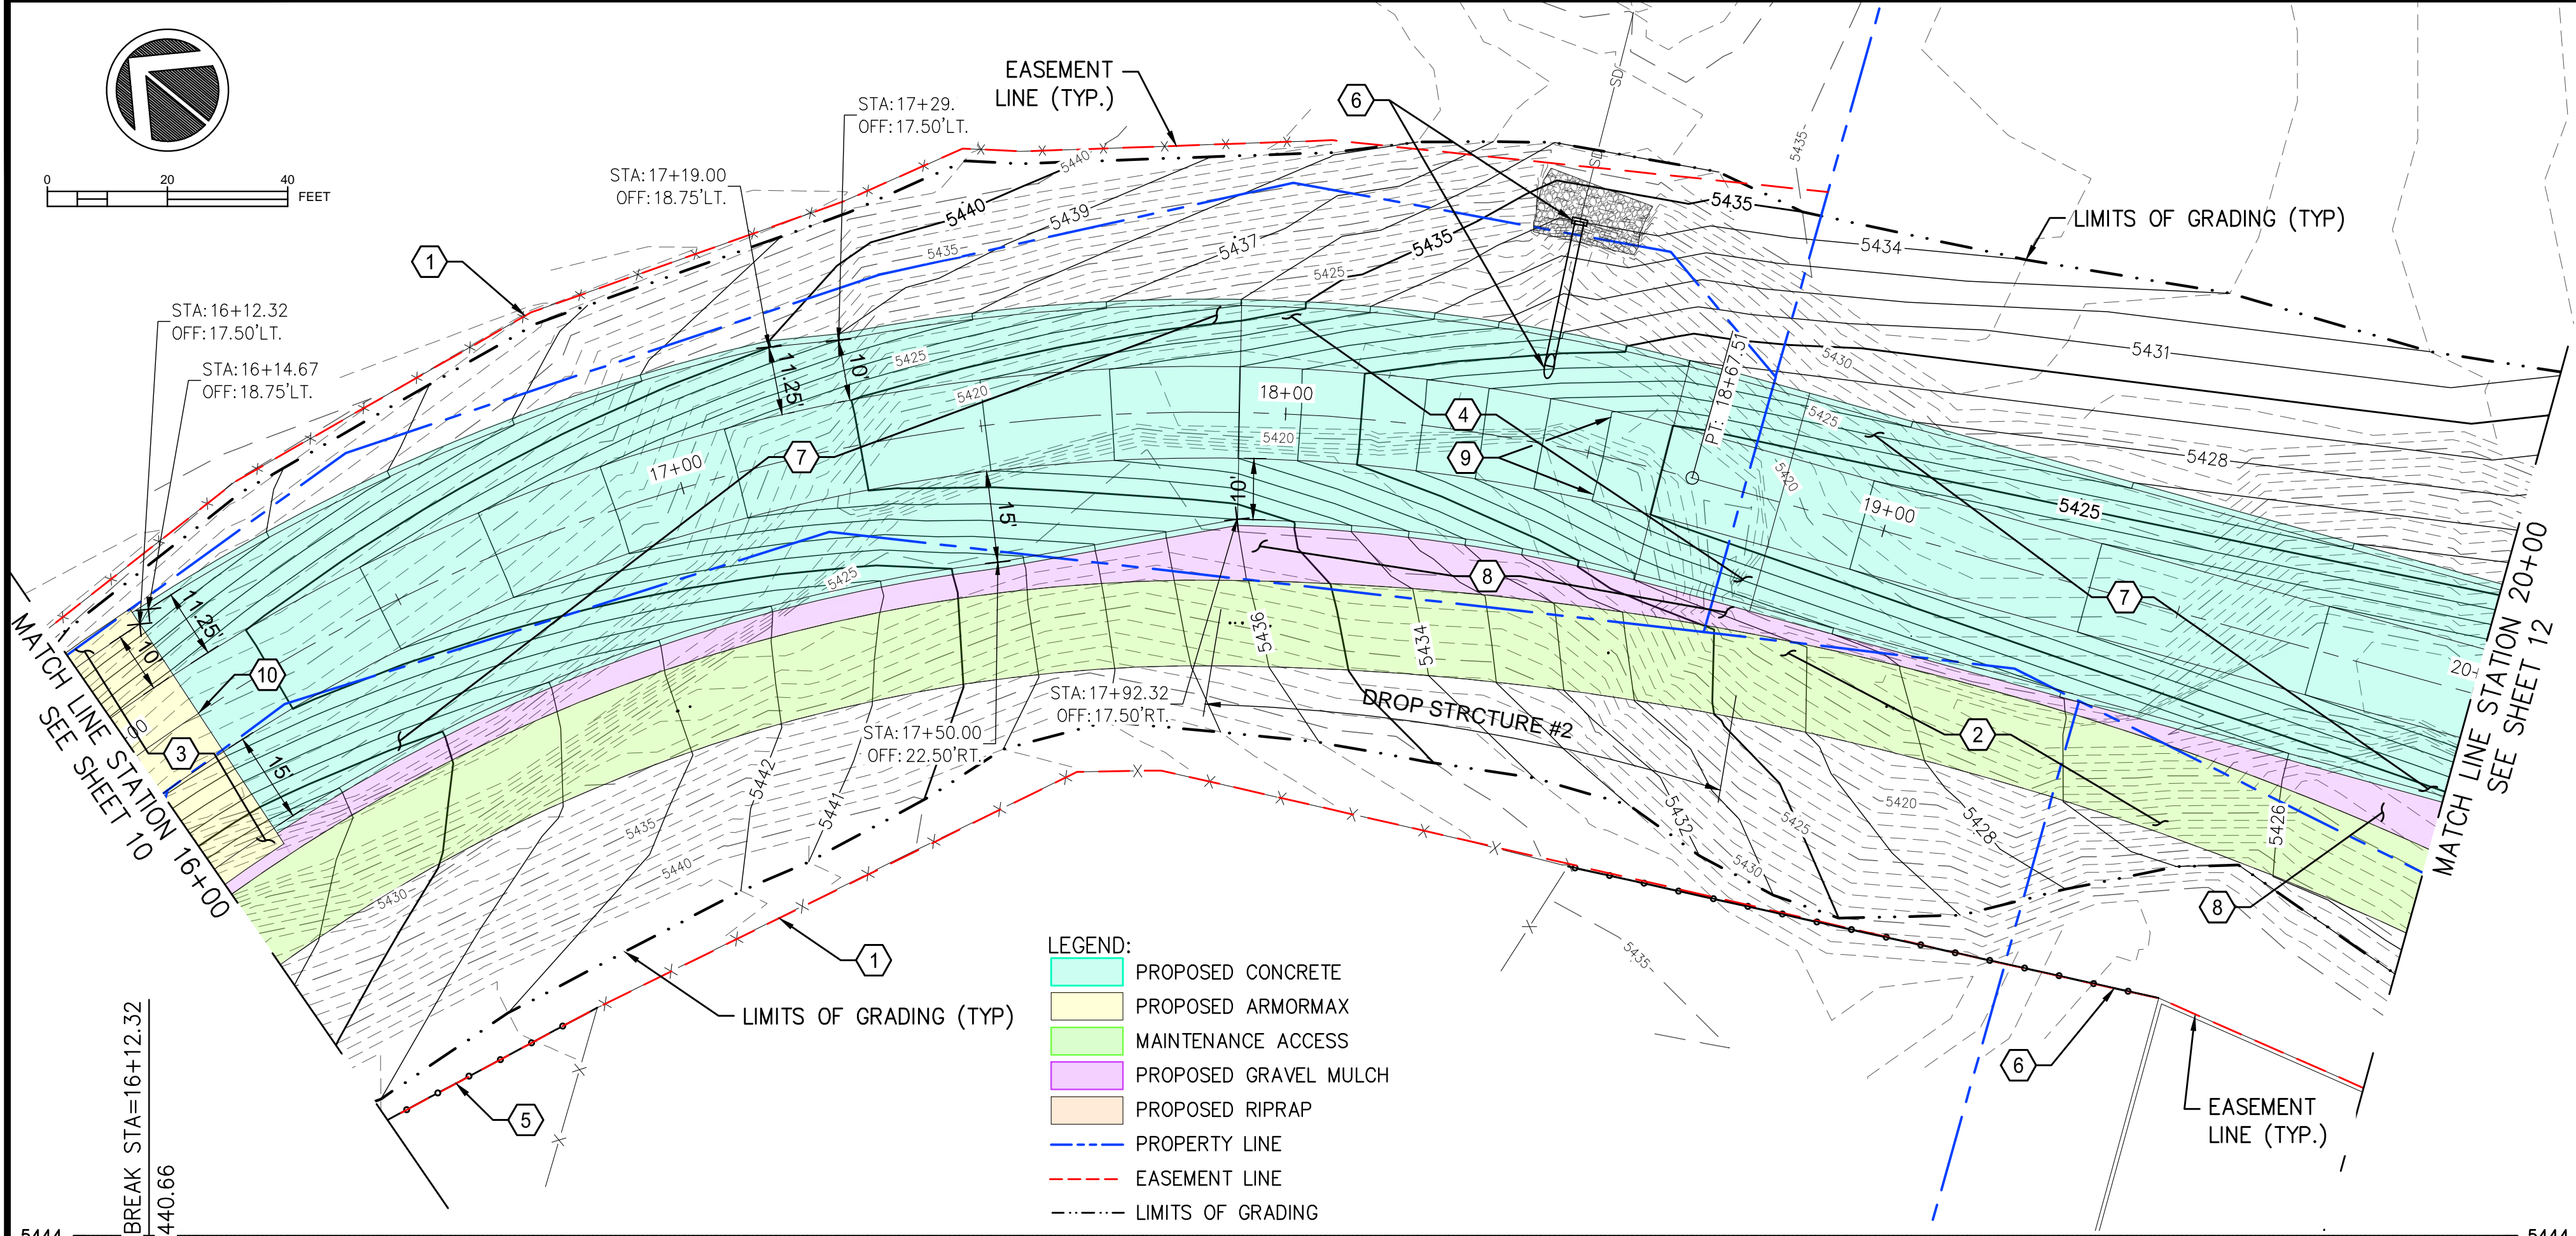 EASEMENT
LINE (TYP.)
6
SD
SD
5435
STA:17+29.
OFF:17.50'LT.
0
20
40
FEET
STA:17+19.00
OFF:18.75'LT.
5440
5440
5439
5435
5437
5435
5425
5435
5434
LIMITS OF GRADING (TYP)
1
STA:16+12.32
OFF:17.50'LT.
STA:16+14.67
OFF:18.75'LT.
11.25'
10'
5425
5420
18+00
5420
4
9
7
17+00
PT: 18+67.51
5430
5431
5425
5428
5420
19+00
5425
15'
10'
8
7
20+
11.25'
10'
10
3
15'
00
5425
5436
5434
STA:17+92.32
OFF:17.50'RT.
STA:17+50.00
OFF:22.50'RT.
DROP STRCTURE #2
2
MATCH LINE STATION 16+00
SEE SHEET 10
MATCH LINE STATION 20+00
SEE SHEET 12
5442
5441
5435
5440
5430
5432
5425
5420
5428
5426
5430
5435
8
1
LIMITS OF GRADING (TYP)
5
6
EASEMENT
LINE (TYP.)
LEGEND:
PROPOSED CONCRETE
PROPOSED ARMORMAX
MAINTENANCE ACCESS
PROPOSED GRAVEL MULCH
PROPOSED RIPRAP
PROPERTY LINE
EASEMENT LINE
LIMITS OF GRADING
BREAK STA=16+12.32
440.66
5444
5444